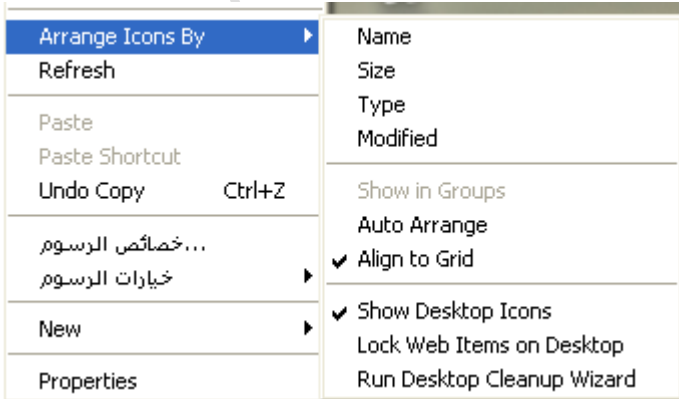 Arrange Icons By
Refresh
Paste
Paste Shortcut
Undo Copy Ctrl+Z
خصائص الرسوم...
خيارات الرسوم
New
Properties
Name
Size
Type
Modified
Show in Groups
Auto Arrange
Align to Grid
Show Desktop Icons
Lock Web Items on Desktop
Run Desktop Cleanup Wizard